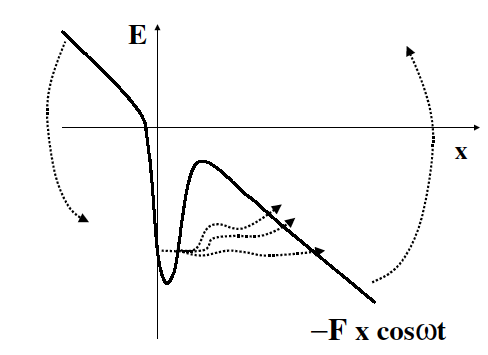 E
x
–F x cosωt